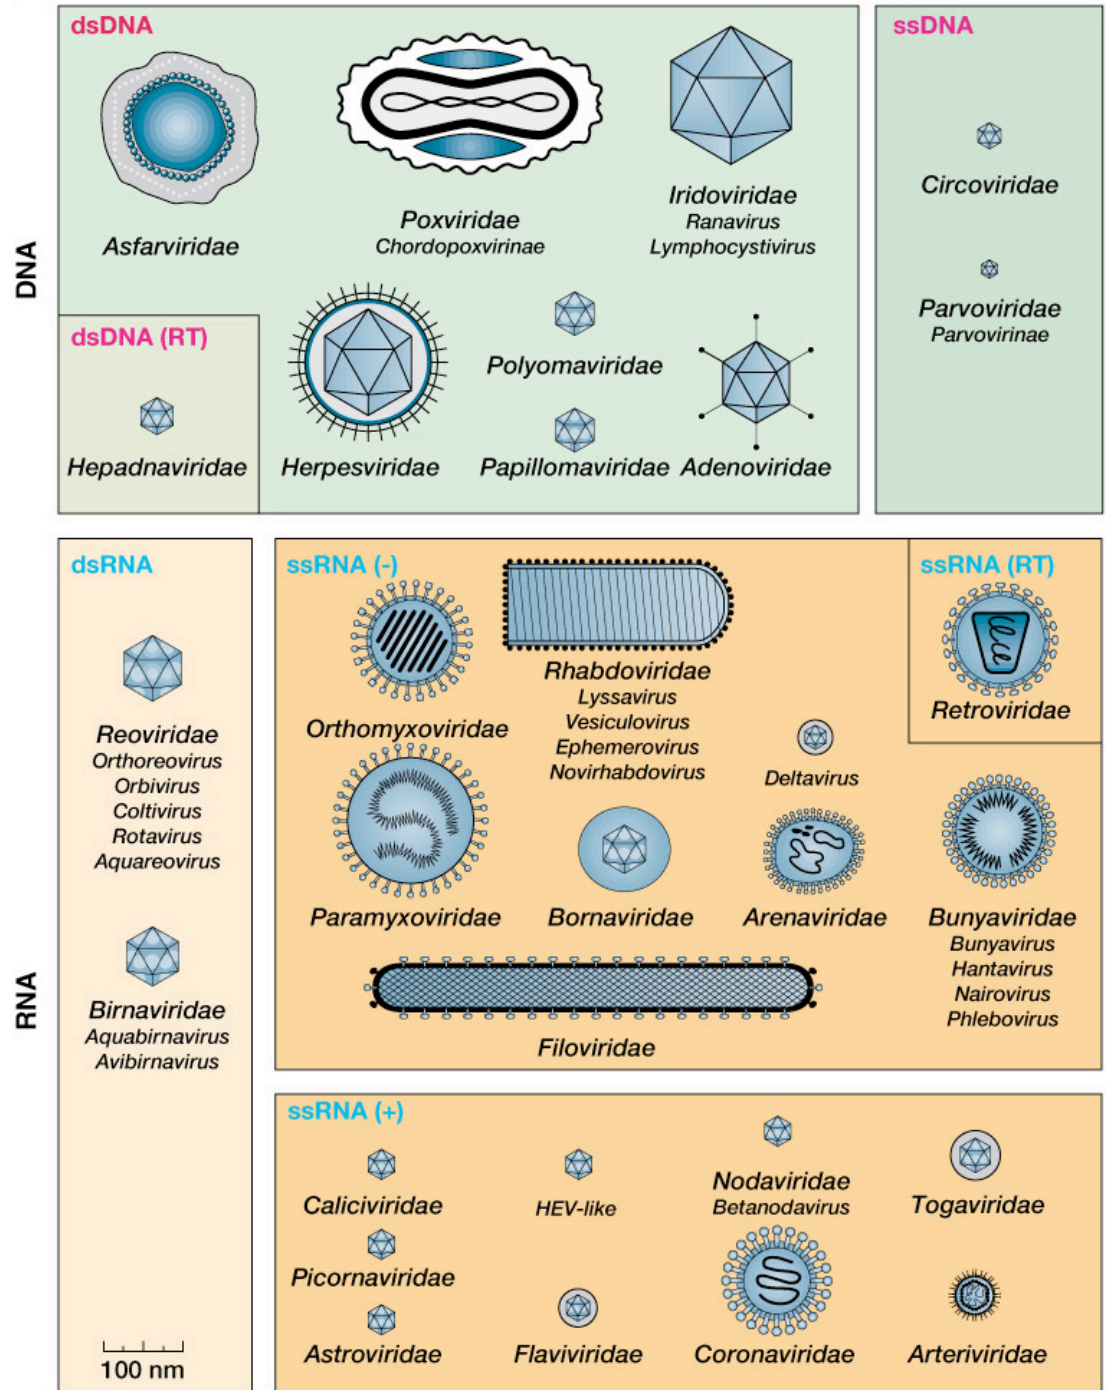 DNA
dsDNA
Asfarviridae
Poxviridae
Chordopoxvirinae
Iridoviridae
Ranavirus
Lymphocystivirus
dsDNA (RT)
Hepadnaviridae
Herpesviridae
Polyomaviridae
Papillomaviridae
Adenoviridae
ssDNA
Circoviridae
Parvoviridae
Parvovirinae
RNA
dsRNA
Reoviridae
Orthoreovirus
Orbivirus
Coltivirus
Rotavirus
Aquareovirus
Birnaviridae
Aquabirnavirus
Avibirnavirus
100 nm
ssRNA (-)
Orthomyxoviridae
Rhabdoviridae
Lyssavirus
Vesiculovirus
Ephemerovirus
Novirhabdovirus
Deltavirus
ssRNA (RT)
Retroviridae
Paramyxoviridae
Bornaviridae
Arenaviridae
Bunyaviridae
Bunyavirus
Hantavirus
Nairovirus
Phlebovirus
Filoviridae
ssRNA (+)
Caliciviridae
HEV-like
Nodaviridae
Betanodavirus
Togaviridae
Picornaviridae
Astroviridae
Flaviviridae
Coronaviridae
Arteriviridae